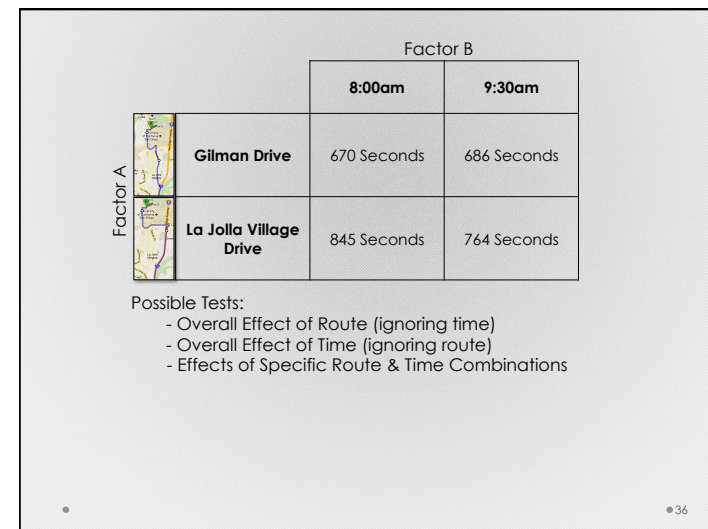 Factor B
8:00am 9:30am
Factor A
Gilman Drive 670 Seconds 686 Seconds
La Jolla Village
Drive
845 Seconds 764 Seconds
Possible Tests:
- Overall Effect of Route (ignoring time)
- Overall Effect of Time (ignoring route)
- Effects of Specific Route & Time Combinations
36